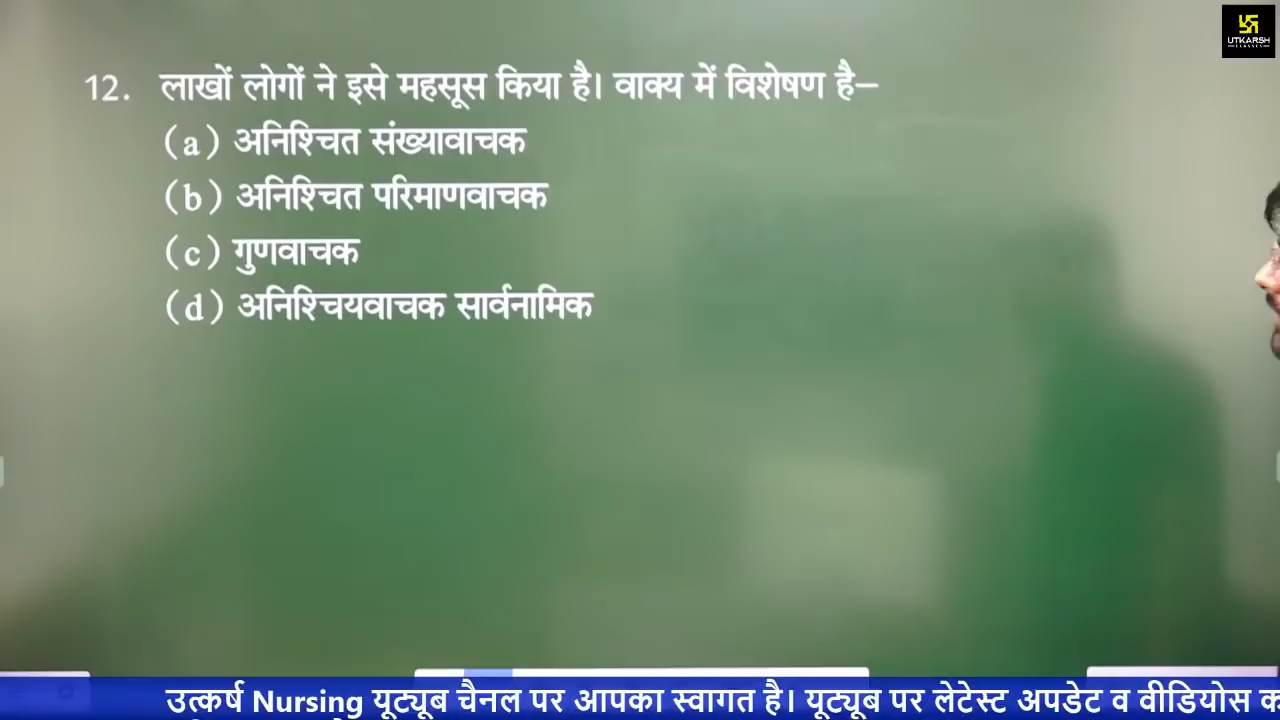 UTKARSH
CLASSES
12. लाखों लोगों ने इसे महसूस किया है। वाक्य में विशेषण है–
(a) अनिश्चित संख्यावाचक
(b) अनिश्चित परिमाणवाचक
(c) गुणवाचक
(d) अनिश्चियवाचक सार्वनामिक
उत्कर्ष Nursing यूट्यूब चैनल पर आपका स्वागत है। यूट्यूब पर लेटेस्ट अपडेट व वीडियोस